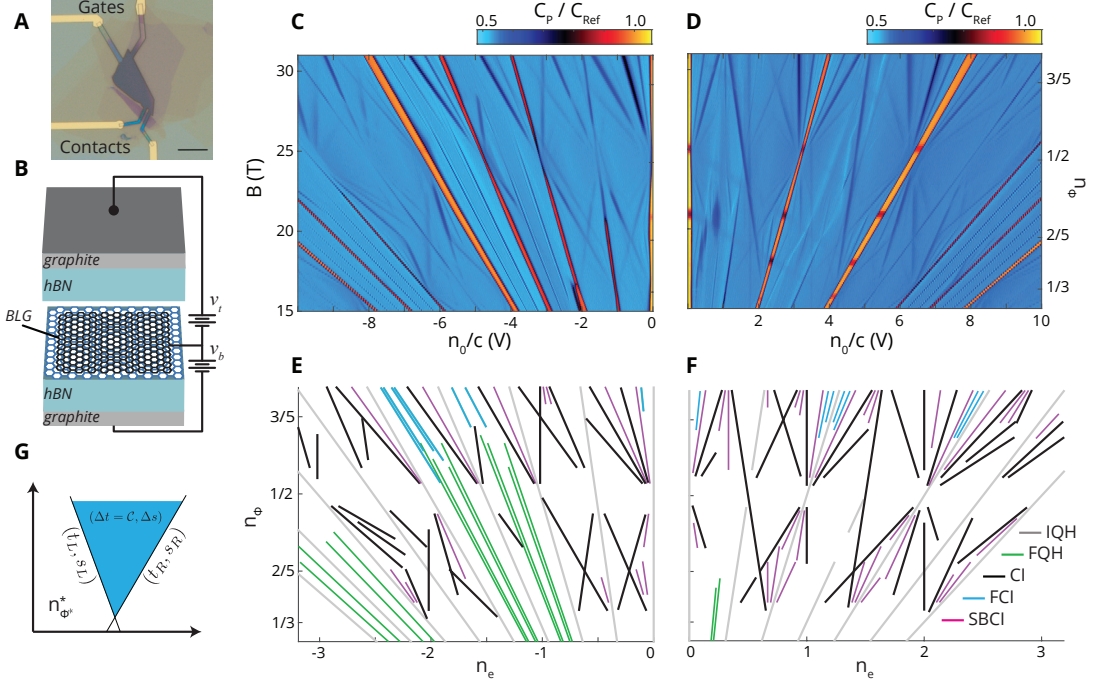 A
Gates
Contacts
B
graphite
hBN
BLG
v_t
v_b
hBN
graphite
G
(Δt = C, Δs)
(t_L, s_L)
(t_R, s_R)
n*_Φ*
C
C_P / C_Ref
0.5
1.0
B (T)
30
25
20
15
-8
-6
-4
-2
0
n_0/c (V)
D
C_P / C_Ref
0.5
1.0
3/5
1/2
2/5
1/3
n_Φ
2
4
6
8
10
n_0/c (V)
E
n_Φ
3/5
1/2
2/5
1/3
-3
-2
-1
0
n_e
F
IQH
FQH
CI
FCI
SBCI
0
1
2
3
n_e